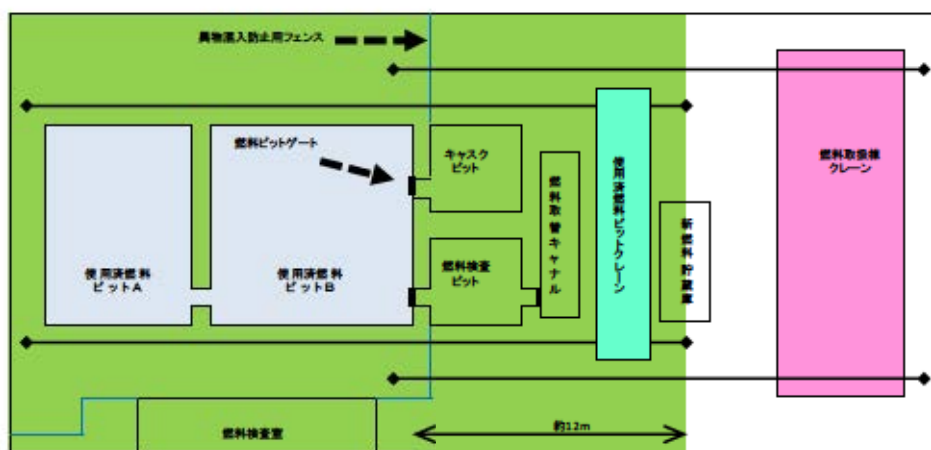 異物混入防止用フェンス
燃料ピットゲート
キャスク
ピット
燃料取扱棟
クレーン
使用済燃料ピットクレーン
燃料取替キャナル
新燃料貯蔵庫
使用済燃料
ピットA
使用済燃料
ピットB
燃料検査
ピット
燃料検査室
約12m